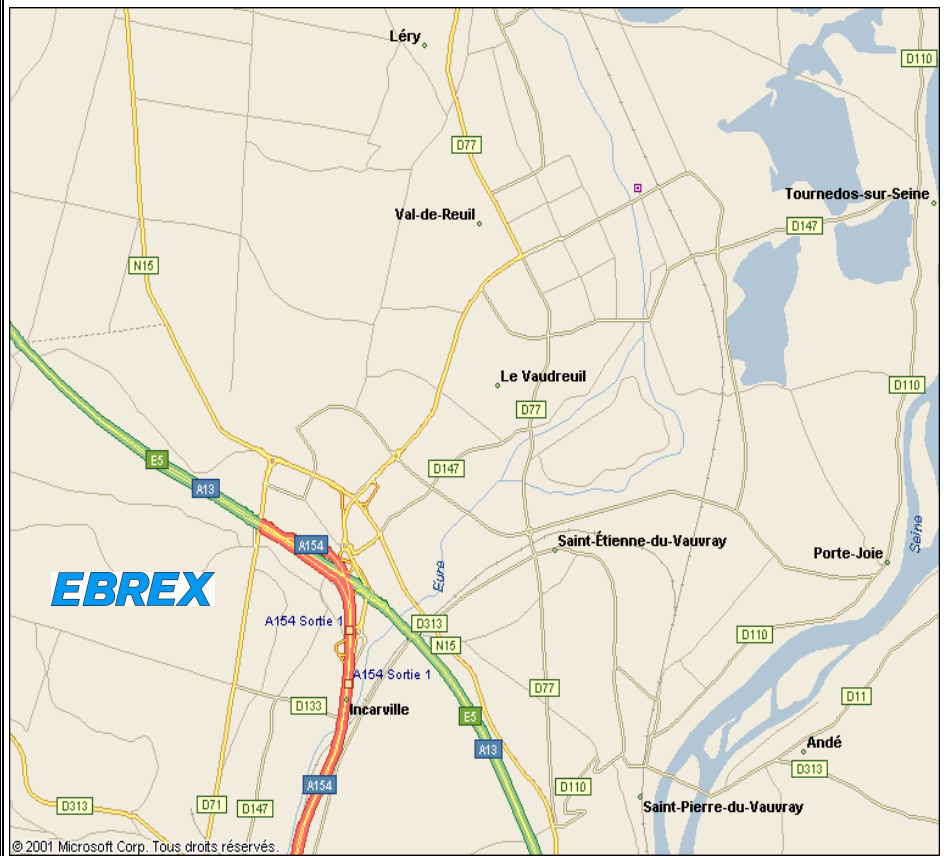 Léry
D110
D77
Tournedos-sur-Seine
Val-de-Reuil
D147
N15
Le Vaudreuil
D110
D77
E5
D147
A13
Seine
A154
Saint-Étienne-du-Vauvray
Porte-Joie
Eure
EBREX
A154 Sortie 1
D313
D110
N15
A154 Sortie 1
D77
D11
D133
Incarville
E5
A13
Andé
D313
A154
D110
D313
D71
D147
Saint-Pierre-du-Vauvray
© 2001 Microsoft Corp. Tous droits réservés.